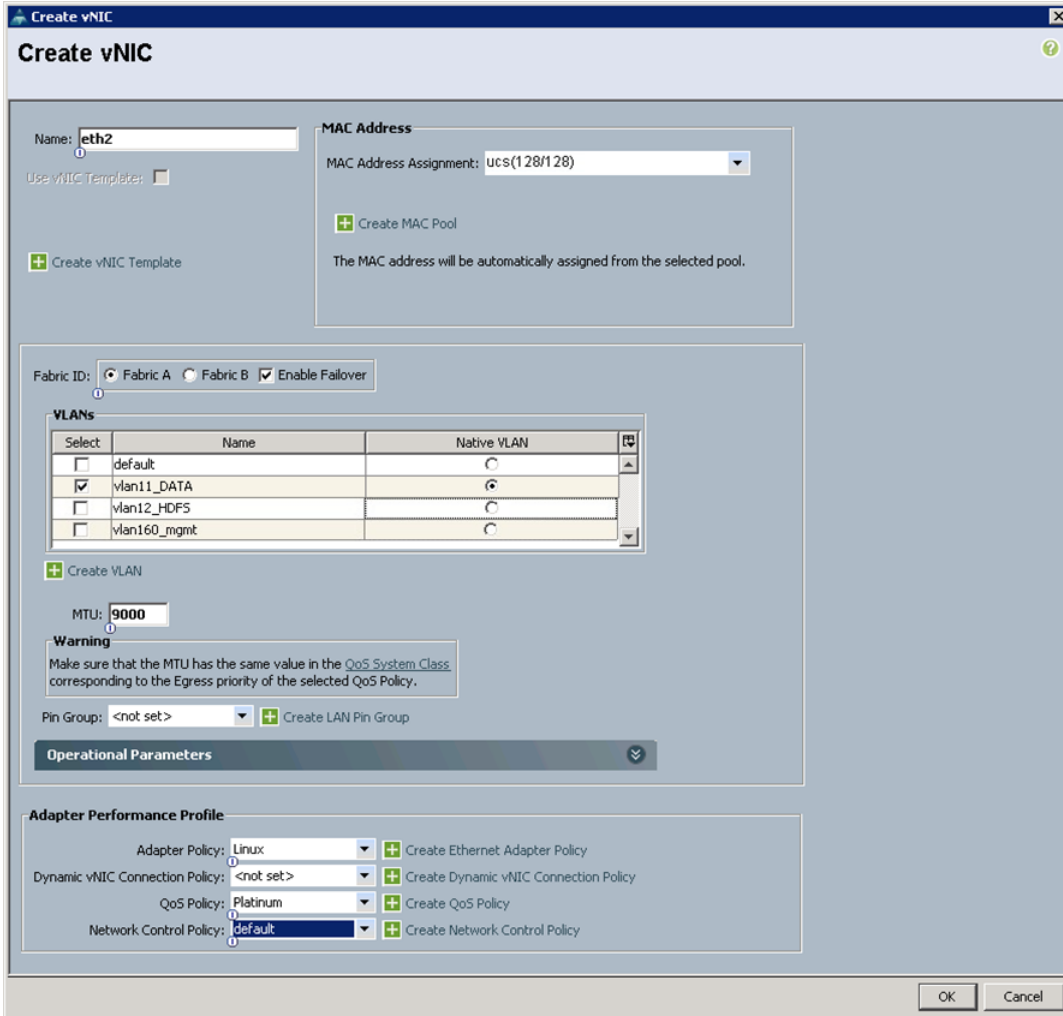 Create vNIC
Create vNIC
Name: eth2
Use vNIC Template:
Create vNIC Template
MAC Address
MAC Address Assignment: ucs(128/128)
Create MAC Pool
The MAC address will be automatically assigned from the selected pool.
Fabric ID: Fabric A Fabric B Enable Failover
VLANs
Select Name Native VLAN
default
vlan11_DATA
vlan12_HDFS
vlan160_mgmt
Create VLAN
MTU: 9000
Warning
Make sure that the MTU has the same value in the QoS System Class
corresponding to the Egress priority of the selected QoS Policy.
Pin Group: <not set> Create LAN Pin Group
Operational Parameters
Adapter Performance Profile
Adapter Policy: Linux Create Ethernet Adapter Policy
Dynamic vNIC Connection Policy: <not set> Create Dynamic vNIC Connection Policy
QoS Policy: Platinum Create QoS Policy
Network Control Policy: default Create Network Control Policy
OK Cancel